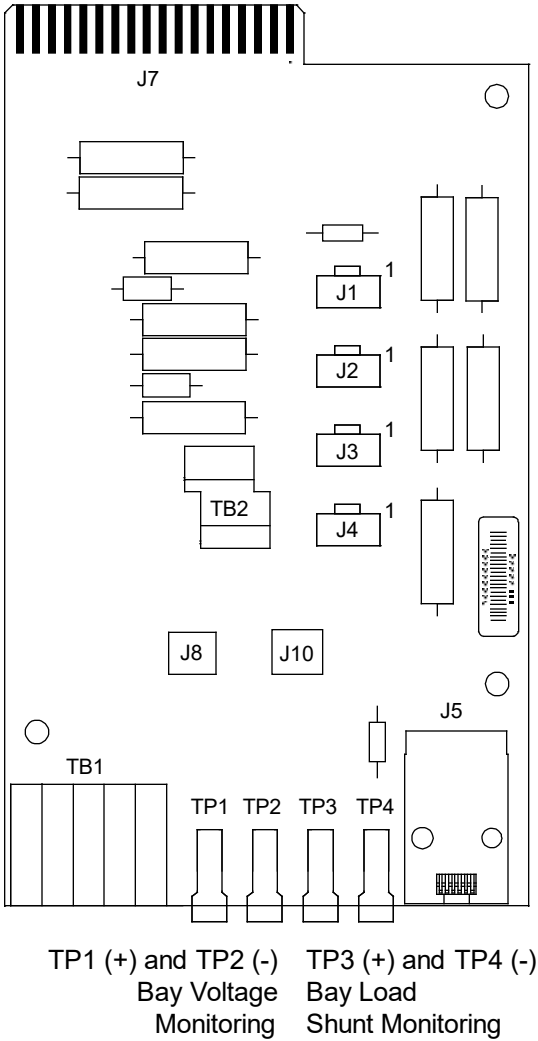 J7
1
J1
1
J2
1
J3
1
J4
TB2
J8
J10
J5
TB1
TP1 TP2 TP3 TP4
TP1 (+) and TP2 (-)
Bay Voltage
Monitoring
TP3 (+) and TP4 (-)
Bay Load
Shunt Monitoring